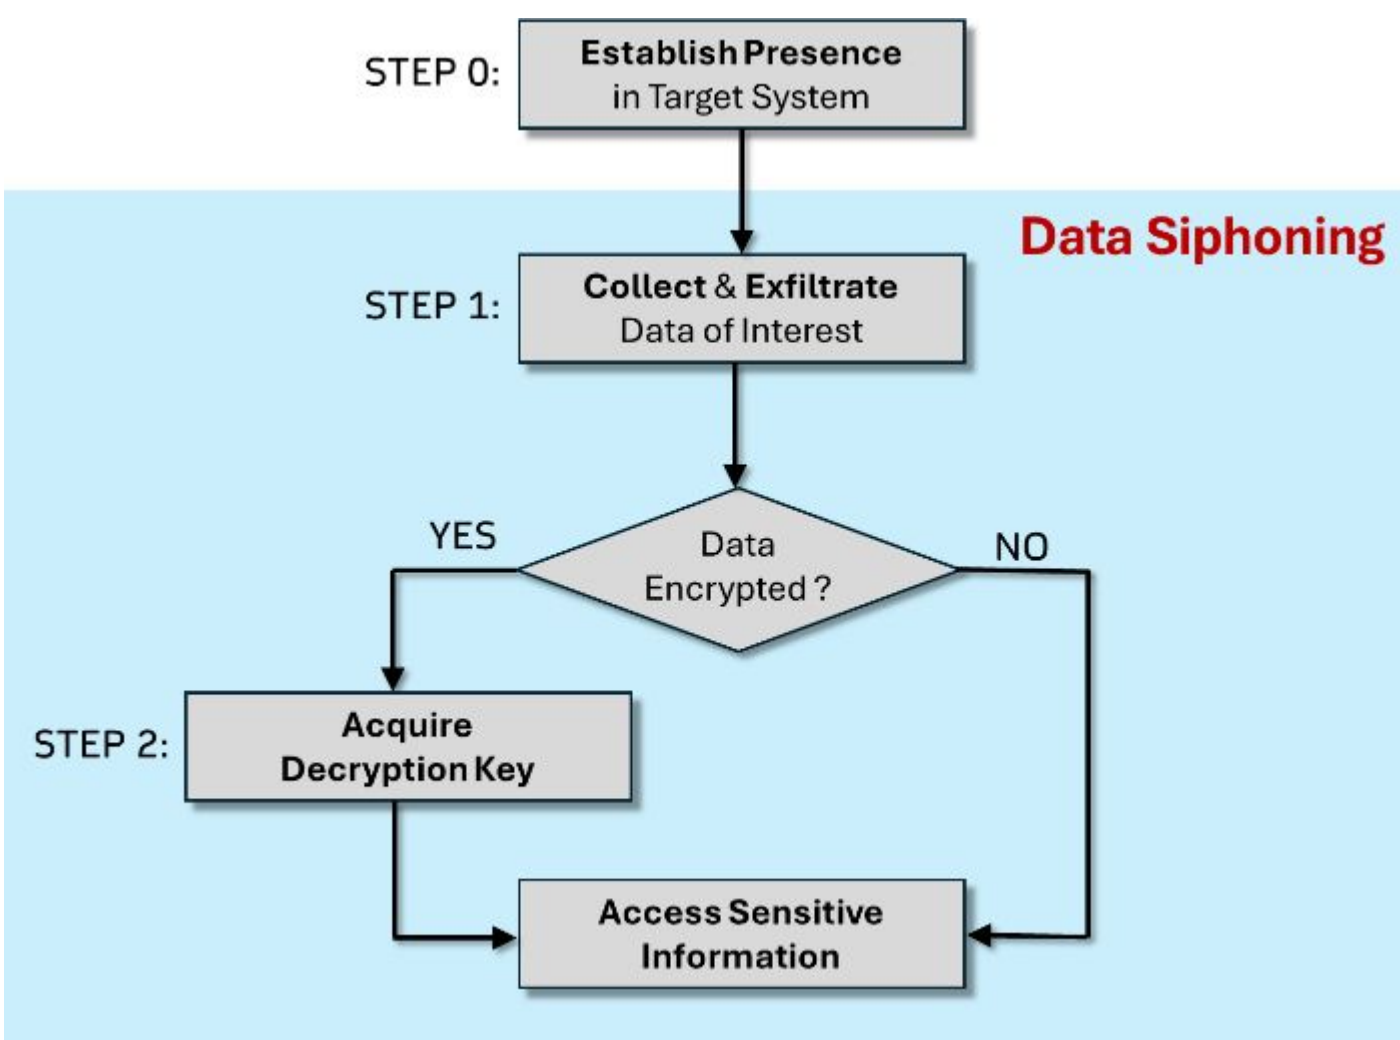 STEP 0:
Establish Presence
in Target System
Data Siphoning
STEP 1:
Collect & Exfiltrate
Data of Interest
YES
Data
Encrypted ?
NO
STEP 2:
Acquire
Decryption Key
Access Sensitive
Information